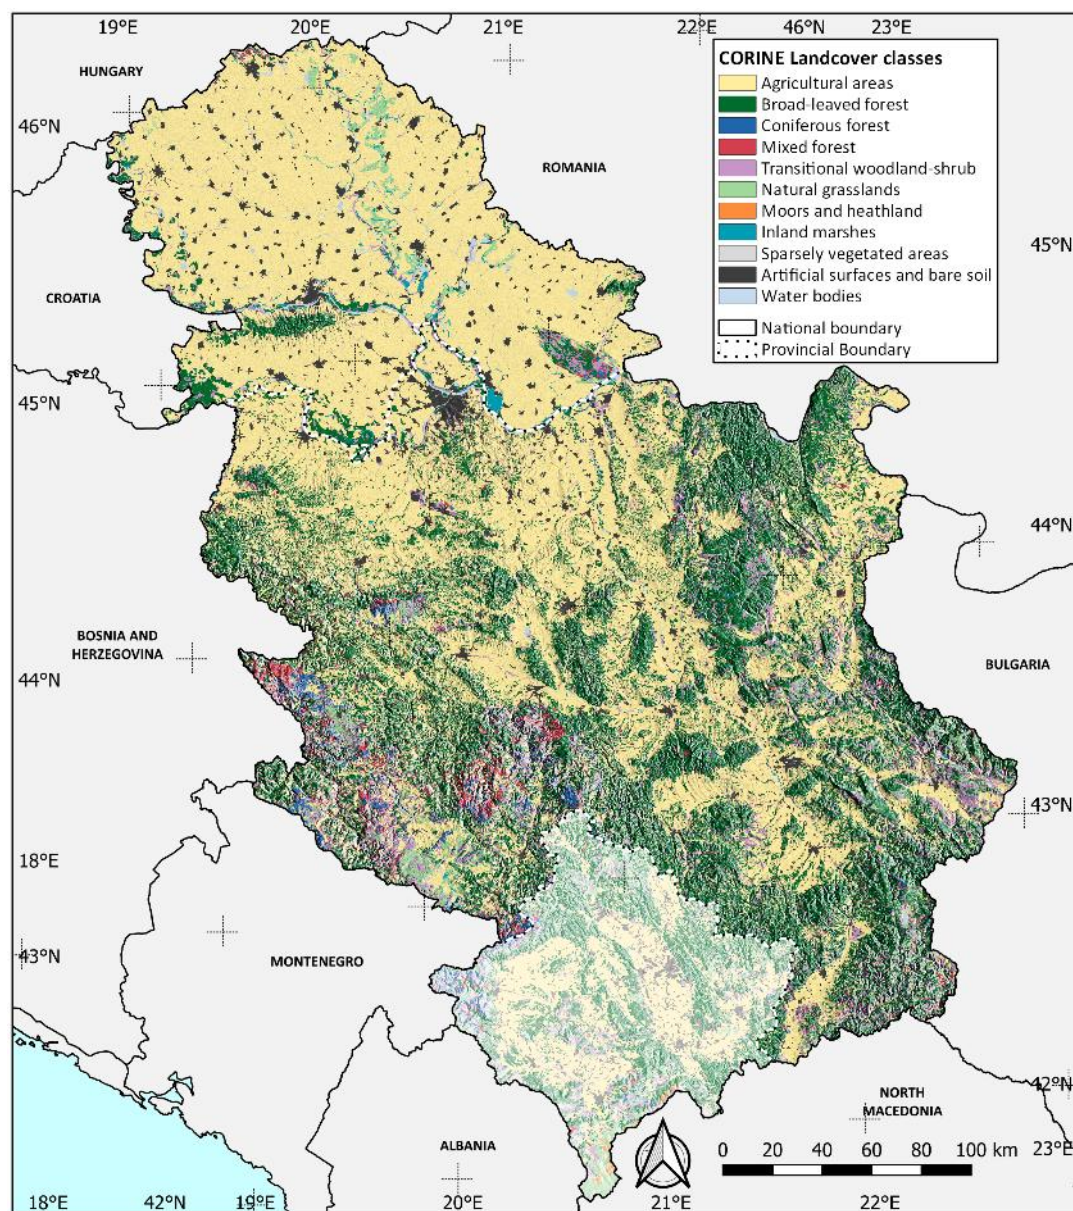 19°E 20°E 21°E 22°E 46°N 23°E
HUNGARY
CORINE Landcover classes
Agricultural areas
Broad-leaved forest
Coniferous forest
Mixed forest
Transitional woodland-shrub
Natural grasslands
Moors and heathland
Inland marshes
Sparsely vegetated areas
Artificial surfaces and bare soil
Water bodies
National boundary
Provincial Boundary
46°N
ROMANIA
45°N
CROATIA
45°N
44°N
BOSNIA AND
HERZEGOVINA
BULGARIA
44°N
43°N
18°E
43°N
MONTENEGRO
42°N
NORTH
MACEDONIA
ALBANIA
0 20 40 60 80 100 km
23°E
18°E 42°N 19°E 20°E 21°E 22°E